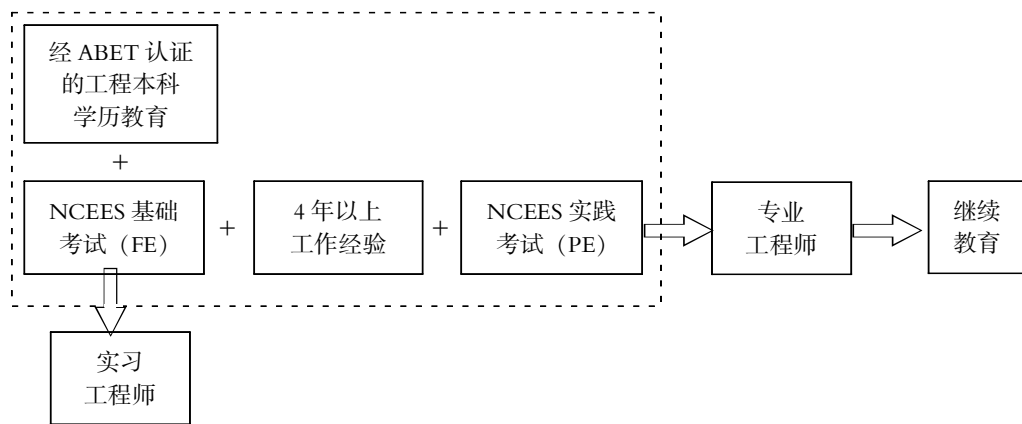 经 ABET 认证
的工程本科
学历教育
+
NCEES 基础
考试（FE）
+
4 年以上
工作经验
+
NCEES 实践
考试（PE）
专业
工程师
继续
教育
实习
工程师